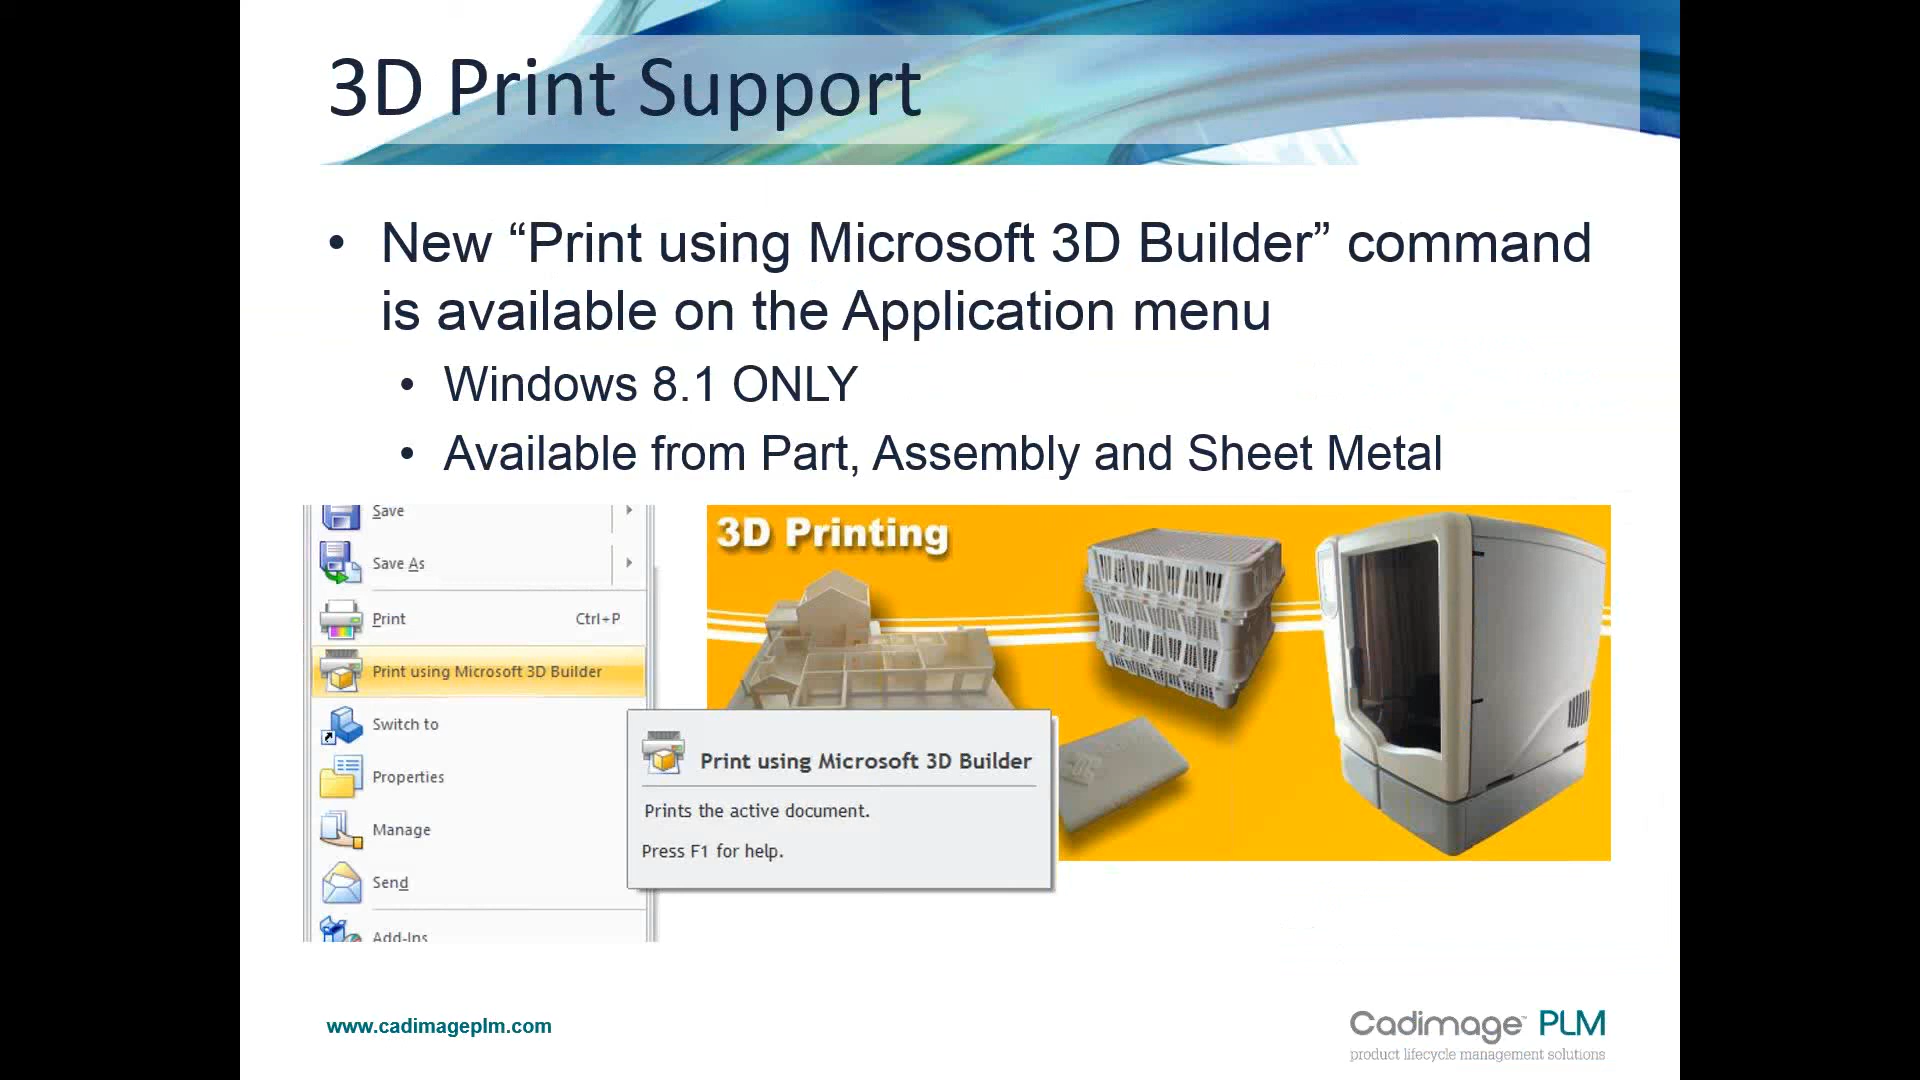 3D Print Support
• New “Print using Microsoft 3D Builder” command
is available on the Application menu
• Windows 8.1 ONLY
• Available from Part, Assembly and Sheet Metal
Save
Save As
Print Ctrl+P
Print using Microsoft 3D Builder
Switch to
Properties
Manage
Send
Add-Ins
3D Printing
Print using Microsoft 3D Builder
Prints the active document.
Press F1 for help.
www.cadimageplm.com
Cadimage™ PLM
product lifecycle management solutions